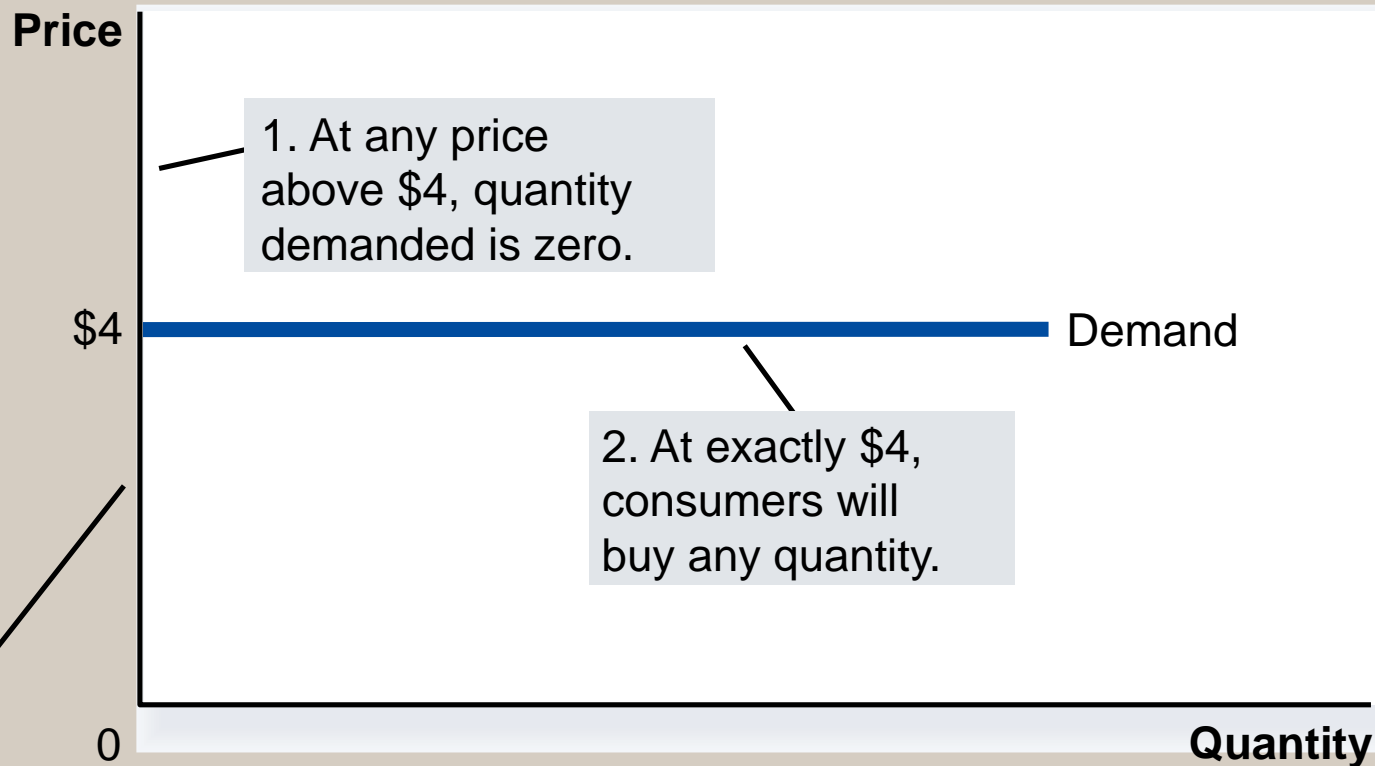 Price
1. At any price
above $4, quantity
demanded is zero.
$4
Demand
2. At exactly $4,
consumers will
buy any quantity.
0
Quantity